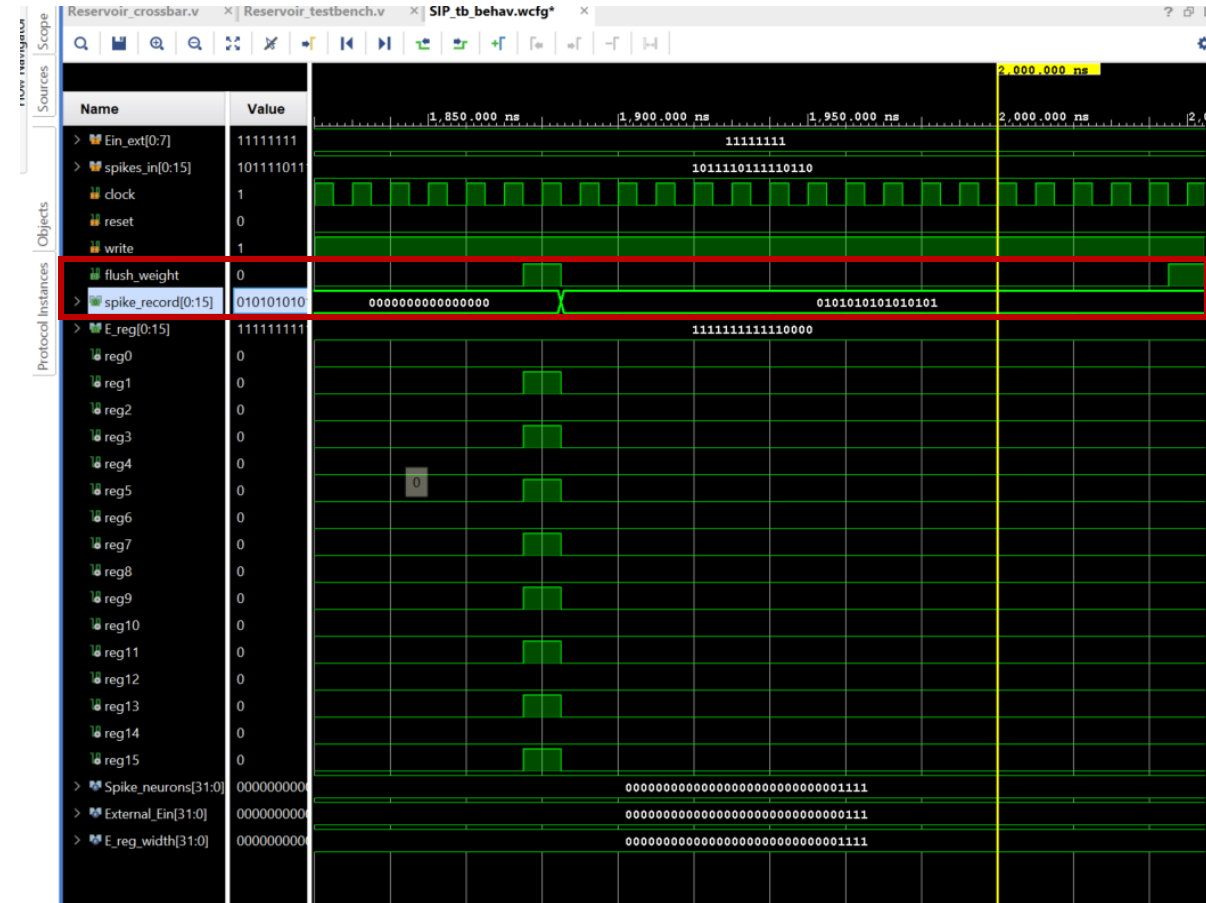 Reservoir_crossbar.v × Reservoir_testbench.v × SIP_tb_behav.wcfg* ×
Scope
Sources
Objects
Protocol Instances
2,000.000 ns
Name Value
1,850.000 ns 1,900.000 ns 1,950.000 ns 2,000.000 ns
Ein_ext[0:7] 11111111 11111111
spikes_in[0:15] 101111011 1011110111110110
clock 1
reset 0
write 1
flush_weight 0
spike_record[0:15] 010101010 0000000000000000 0101010101010101
E_reg[0:15] 111111111 1111111111110000
reg0 0
reg1 0
reg2 0
reg3 0
reg4 0 0
reg5 0
reg6 0
reg7 0
reg8 0
reg9 0
reg10 0
reg11 0
reg12 0
reg13 0
reg14 0
reg15 0
Spike_neurons[31:0] 0000000000 00000000000000000000000000001111
External_Ein[31:0] 0000000000 00000000000000000000000000000111
E_reg_width[31:0] 0000000000 00000000000000000000000000001111